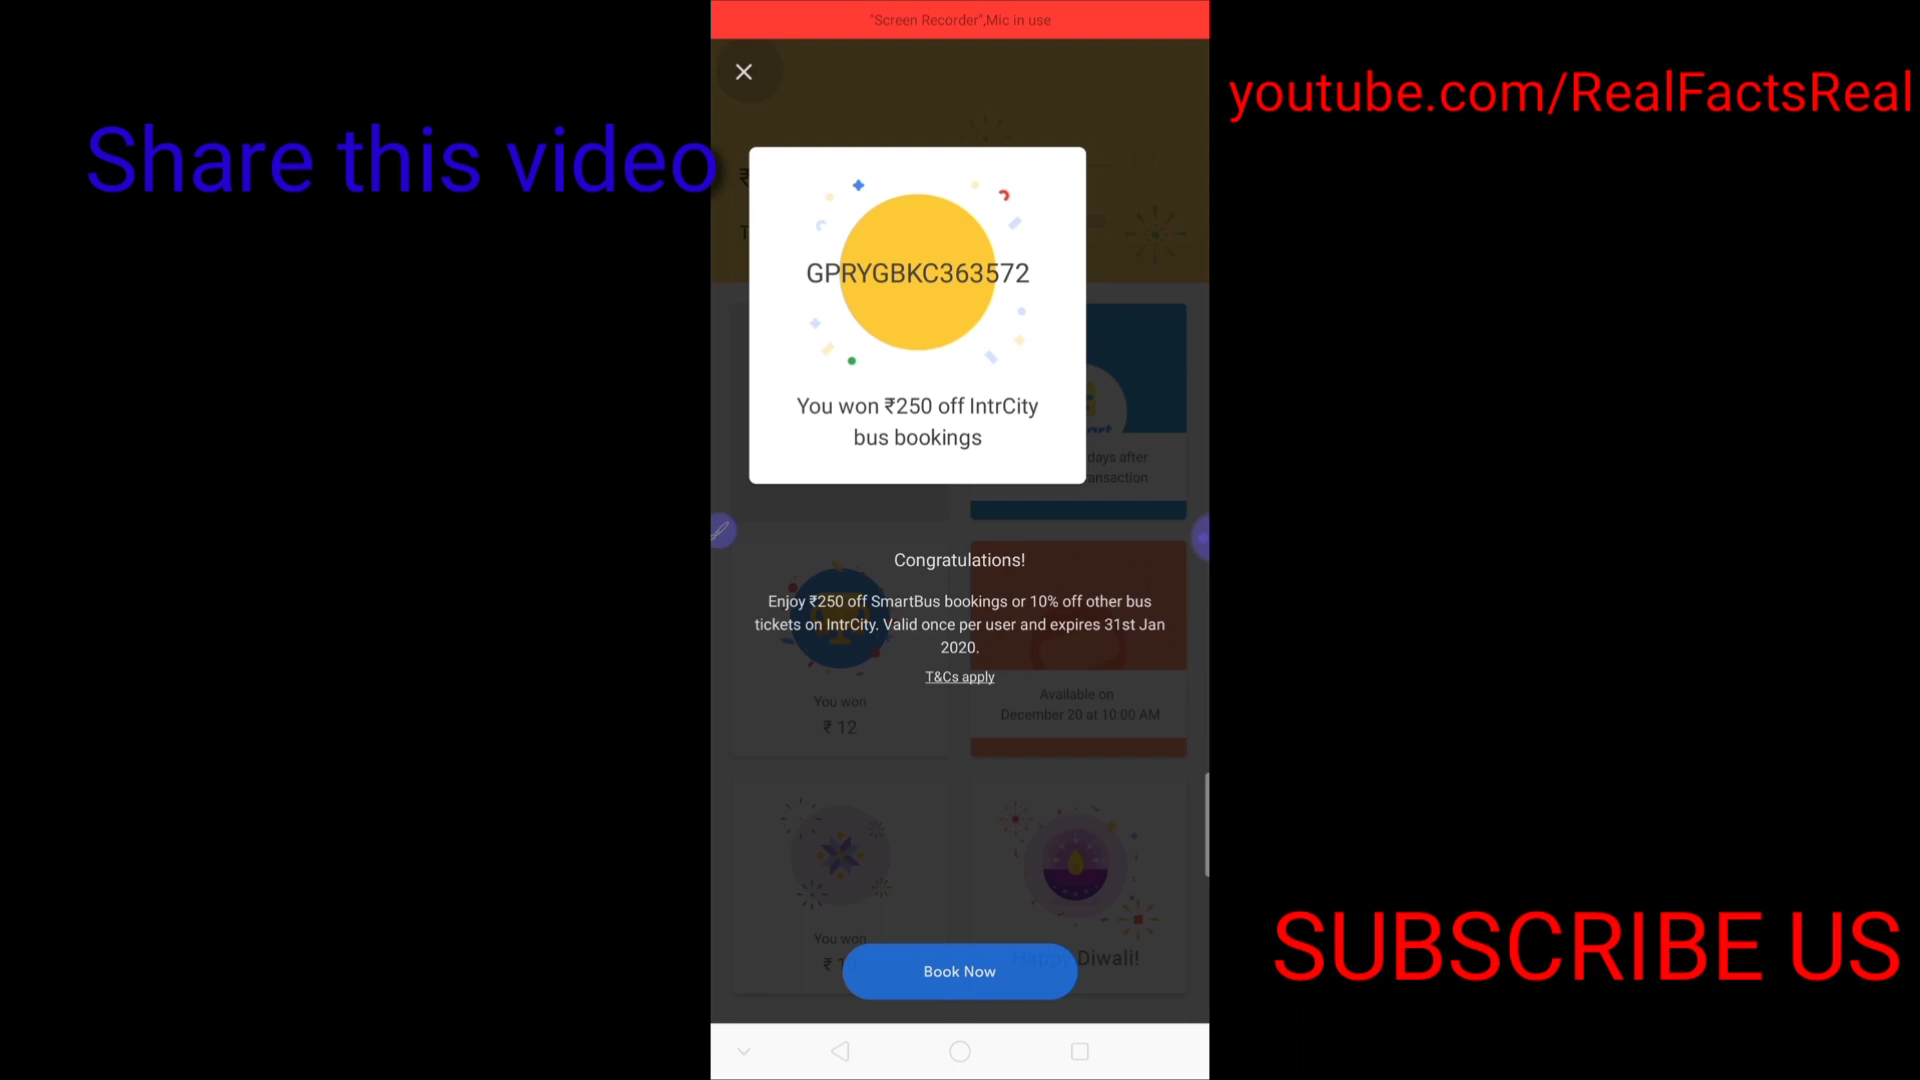 "Screen Recorder",Mic in use
youtube.com/RealFactsReal
Share this video
GPRYGBKC363572
You won ₹250 off IntrCity
bus bookings
days after
ansaction
Congratulations!
Enjoy ₹250 off SmartBus bookings or 10% off other bus
tickets on IntrCity. Valid once per user and expires 31st Jan
2020.
T&Cs apply
You won
₹ 12
Available on
December 20 at 10:00 AM
You won
₹ 1
Happy Diwali!
Book Now
SUBSCRIBE US